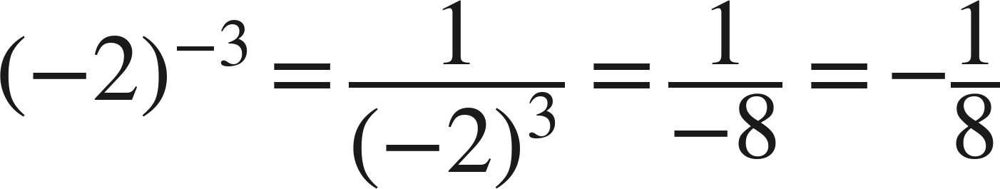 (−2)⁻³ = 1/(−2)³ = 1/−8 = −1/8